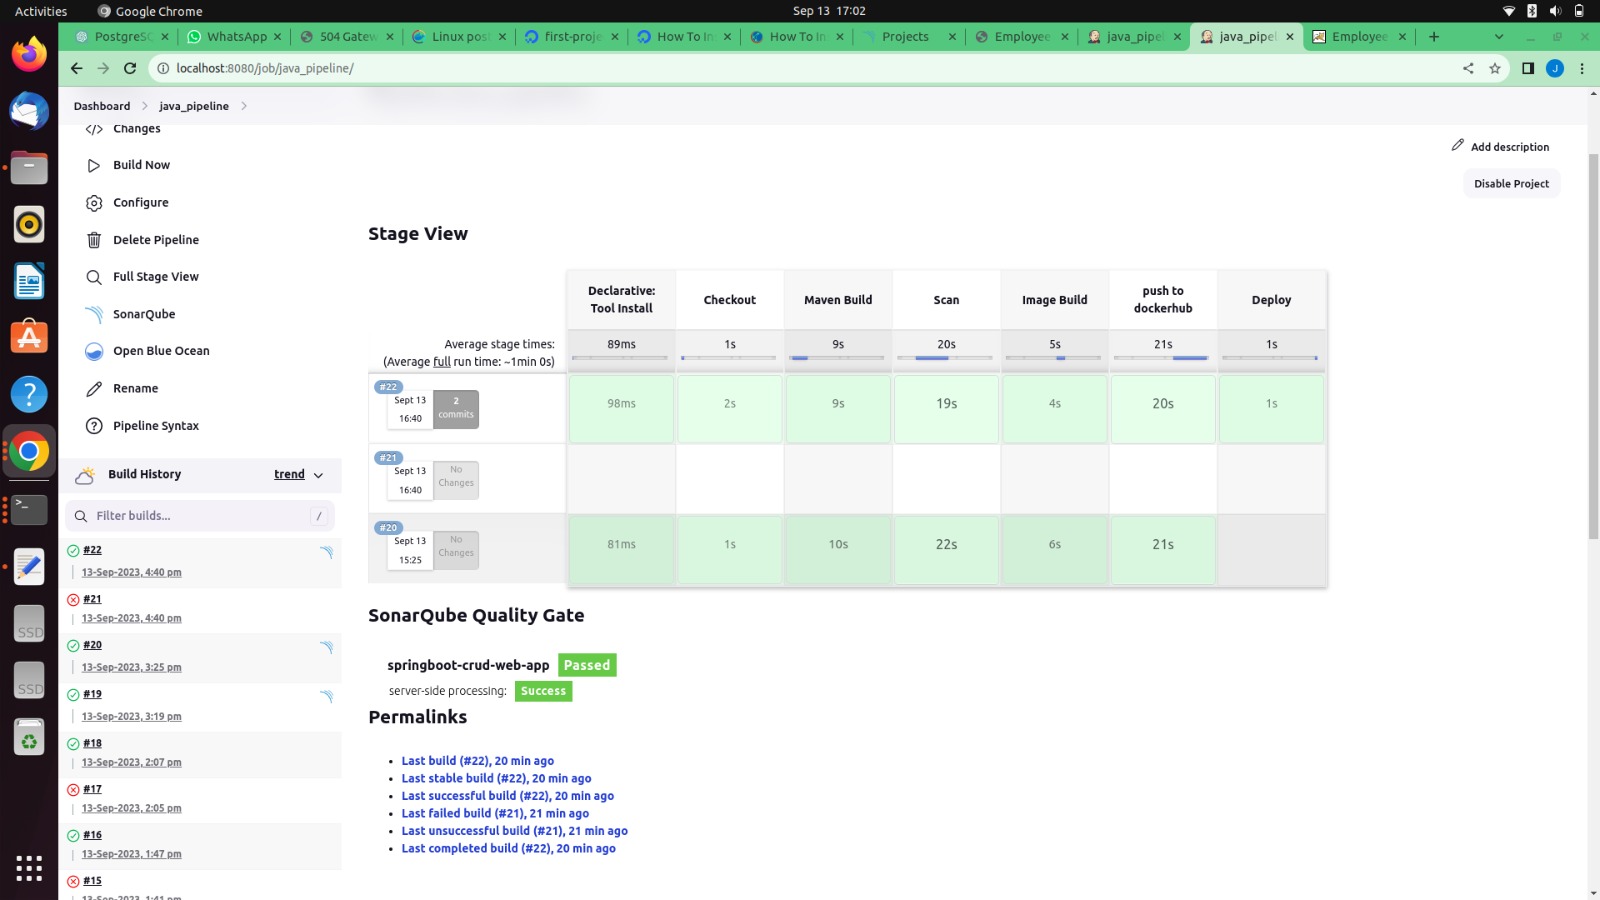 Activities
Google Chrome
Sep 13 17:02
PostgreSQ
WhatsApp
504 Gatew
Linux pos
first-proje
How To In
How To In
Projects
Employee
java_pipel
java_pipel
Employee
localhost:8080/job/java_pipeline/
J
Dashboard
java_pipeline
Changes
Build Now
Configure
Delete Pipeline
Full Stage View
SonarQube
Open Blue Ocean
Rename
Pipeline Syntax
Build History
trend
Filter builds...
/
#22
13-Sep-2023, 4:40 pm
#21
13-Sep-2023, 4:40 pm
#20
13-Sep-2023, 3:25 pm
#19
13-Sep-2023, 3:19 pm
#18
13-Sep-2023, 2:07 pm
#17
13-Sep-2023, 2:05 pm
#16
13-Sep-2023, 1:47 pm
#15
13-Sep-2023, 1:41 pm
SSD
SSD
Add description
Disable Project
Stage View
Declarative: Tool Install
Checkout
Maven Build
Scan
Image Build
push to dockerhub
Deploy
Average stage times:
(Average full run time: ~1min 0s)
89ms
1s
9s
20s
5s
21s
1s
#22
Sept 13
16:40
2 commits
98ms
2s
9s
19s
4s
20s
1s
#21
Sept 13
16:40
No Changes
#20
Sept 13
15:25
No Changes
81ms
1s
10s
22s
6s
21s
SonarQube Quality Gate
springboot-crud-web-app Passed
server-side processing: Success
Permalinks
Last build (#22), 20 min ago
Last stable build (#22), 20 min ago
Last successful build (#22), 20 min ago
Last failed build (#21), 21 min ago
Last unsuccessful build (#21), 21 min ago
Last completed build (#22), 20 min ago